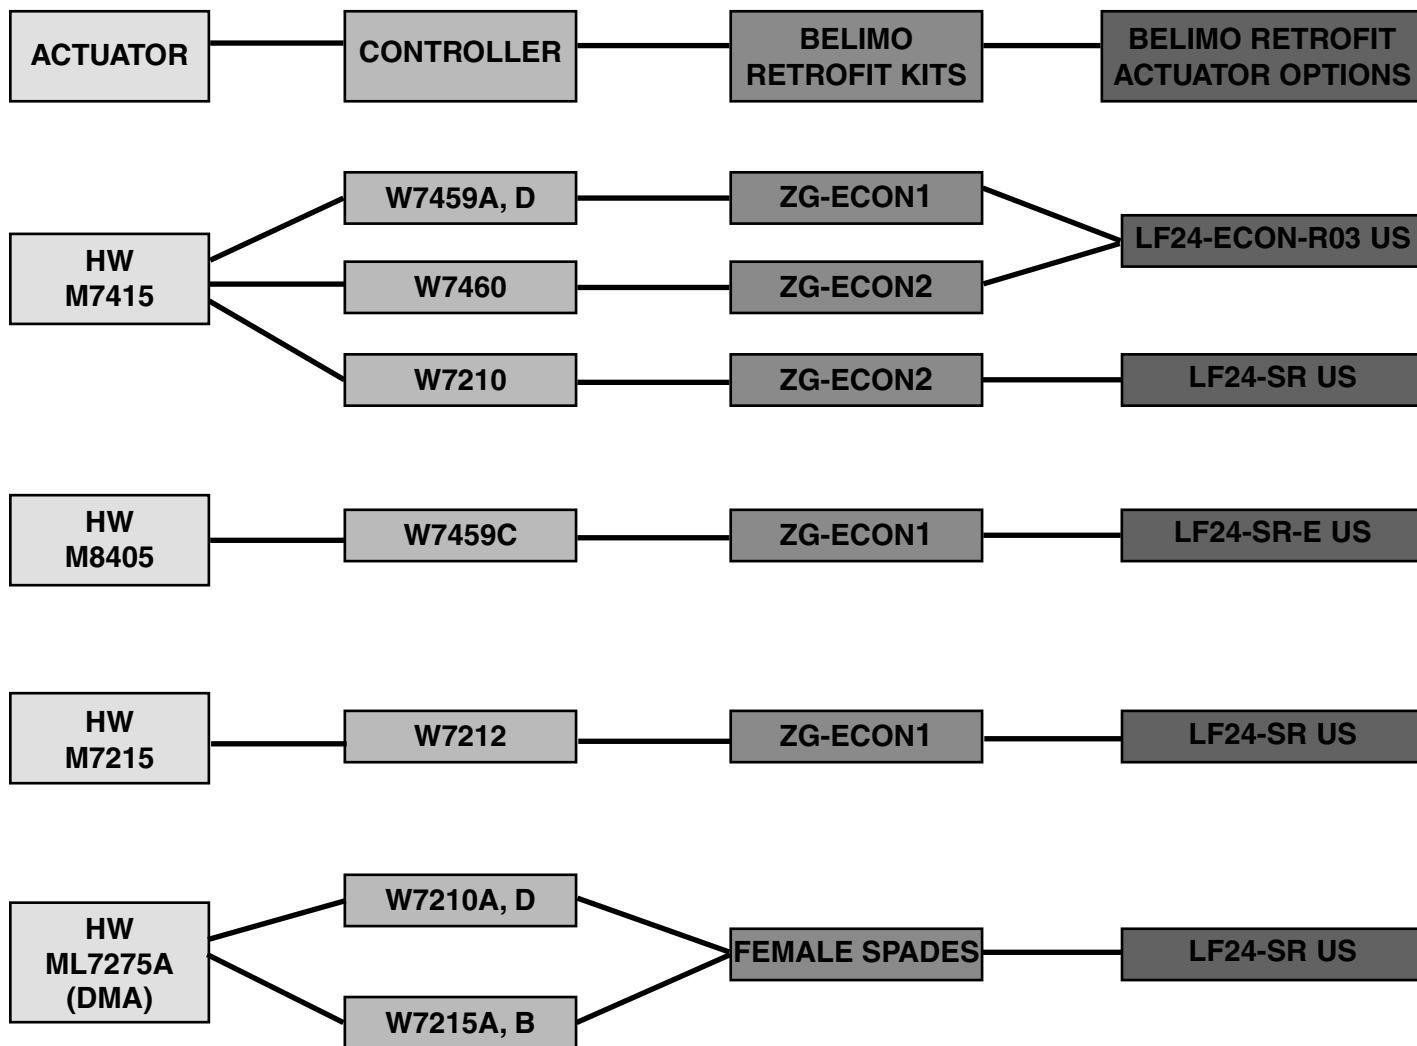 ACTUATOR
CONTROLLER
BELIMO
RETROFIT KITS
BELIMO RETROFIT
ACTUATOR OPTIONS
HW
M7415
W7459A, D
ZG-ECON1
LF24-ECON-R03 US
W7460
ZG-ECON2
W7210
ZG-ECON2
LF24-SR US
HW
M8405
W7459C
ZG-ECON1
LF24-SR-E US
HW
M7215
W7212
ZG-ECON1
LF24-SR US
HW
ML7275A
(DMA)
W7210A, D
W7215A, B
FEMALE SPADES
LF24-SR US